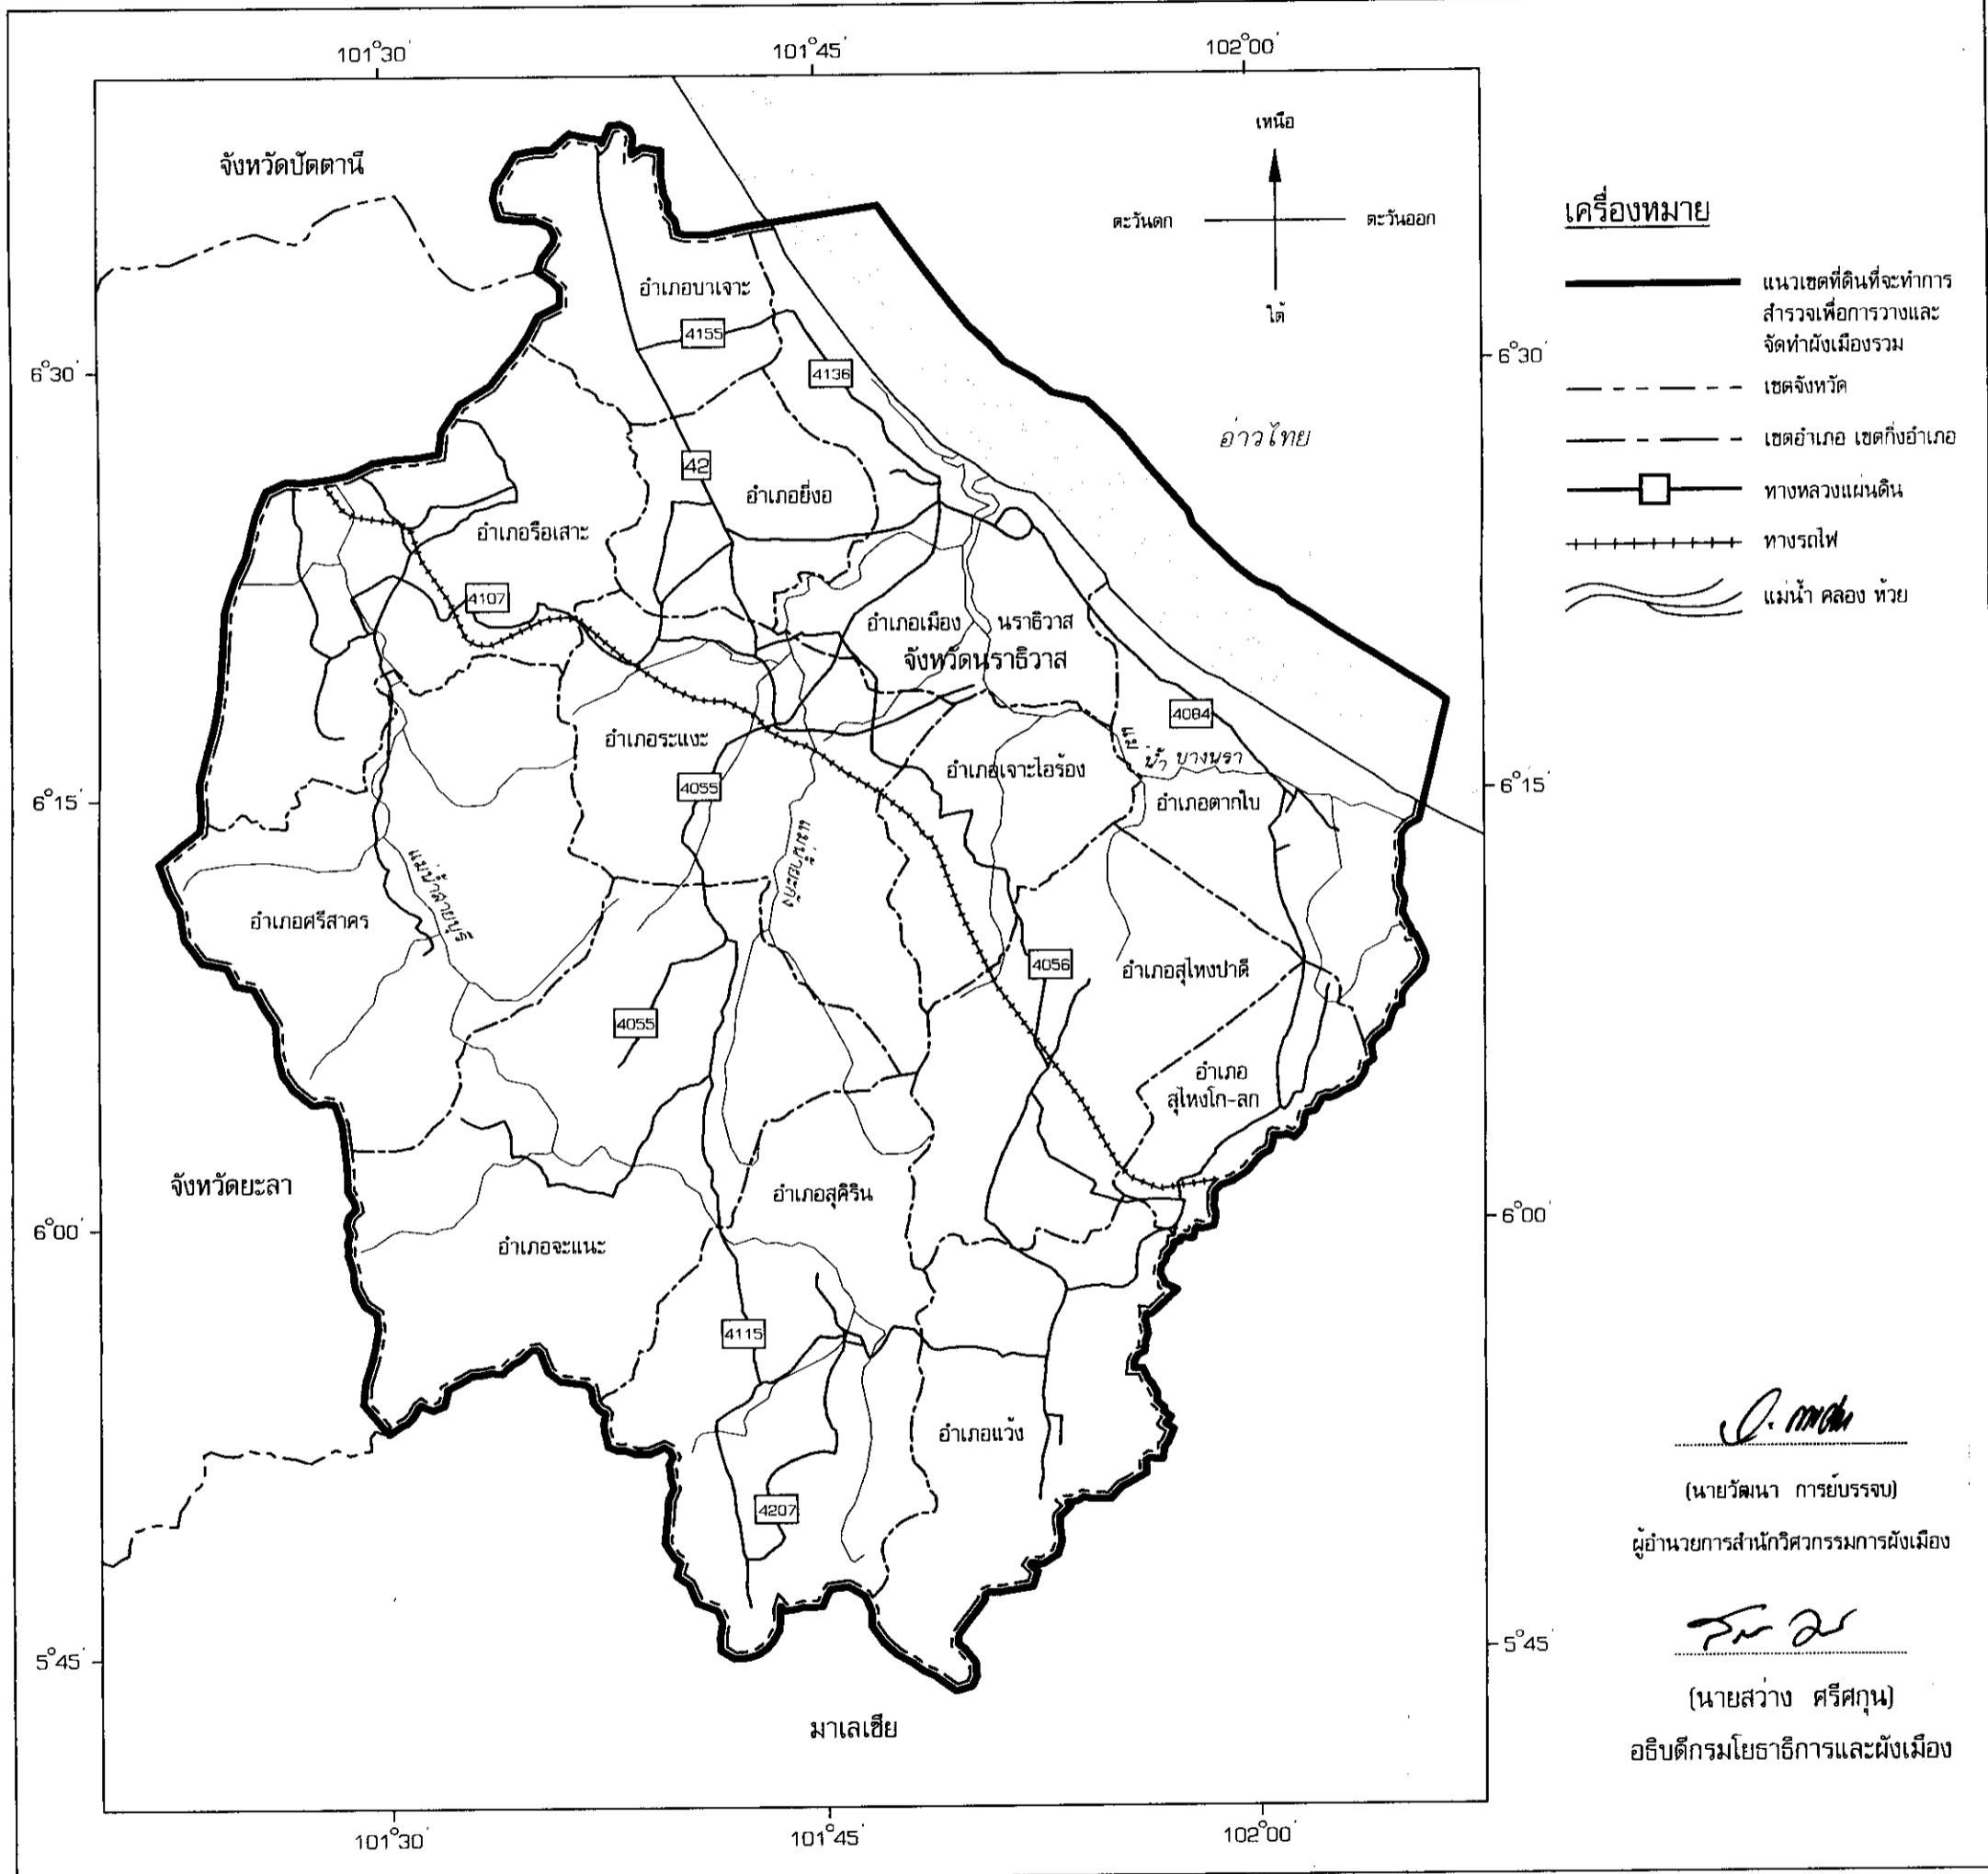 101°30'
101°45'
102°00'
เหนือ
ตะวันตก
ตะวันออก
ใต้
จังหวัดปัตตานี
อำเภอบาเจาะ
4155
4136
6°30'
6°30'
อ่าวไทย
42
อำเภอยี่งอ
อำเภอรือเสาะ
4107
อำเภอเมือง นราธิวาส
จังหวัดนราธิวาส
4084
อำเภอระแงะ
แม่น้ำ บางนรา
อำเภอเจาะไอร้อง
4055
6°15'
6°15'
อำเภอตากใบ
แม่น้ำสายบุรี
อำเภอศรีสาคร
4056
อำเภอสุไหงปาดี
4055
อำเภอ
สุไหงโก-ลก
จังหวัดยะลา
อำเภอสุคิริน
6°00'
6°00'
อำเภอจะแนะ
4115
อำเภอแว้ง
4207
5°45'
5°45'
มาเลเซีย
101°30'
101°45'
102°00'
เครื่องหมาย
แนวเขตที่ดินที่จะทำการ
สำรวจเพื่อการวางและ
จัดทำผังเมืองรวม
เขตจังหวัด
เขตอำเภอ เขตกิ่งอำเภอ
ทางหลวงแผ่นดิน
ทางรถไฟ
แม่น้ำ คลอง ห้วย
(นายวัฒนา การย์บรรจบ)
ผู้อำนวยการสำนักวิศวกรรมการผังเมือง
(นายสว่าง ศรีศกุน)
อธิบดีกรมโยธาธิการและผังเมือง